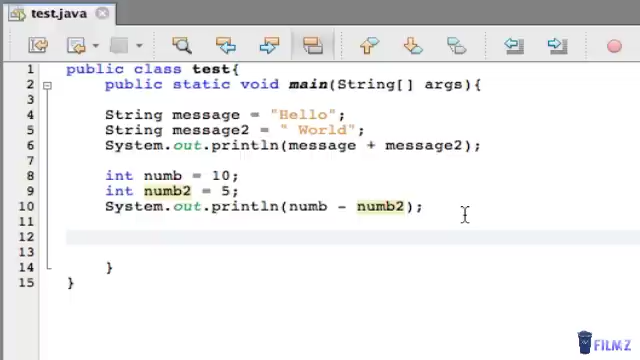 test.java
1 public class test{
2 public static void main(String[] args){
3
4 String message = "Hello";
5 String message2 = " World";
6 System.out.println(message + message2);
7
8 int numb = 10;
9 int numb2 = 5;
10 System.out.println(numb - numb2);
11
12
13
14 }
15 }
FILMZ